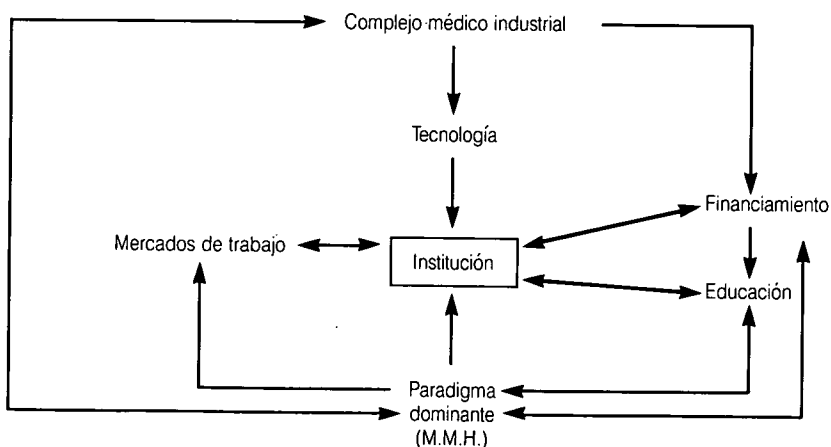 Complejo médico industrial
Tecnología
Financiamiento
Mercados de trabajo
Institución
Educación
Paradigma
dominante
(M.M.H.)